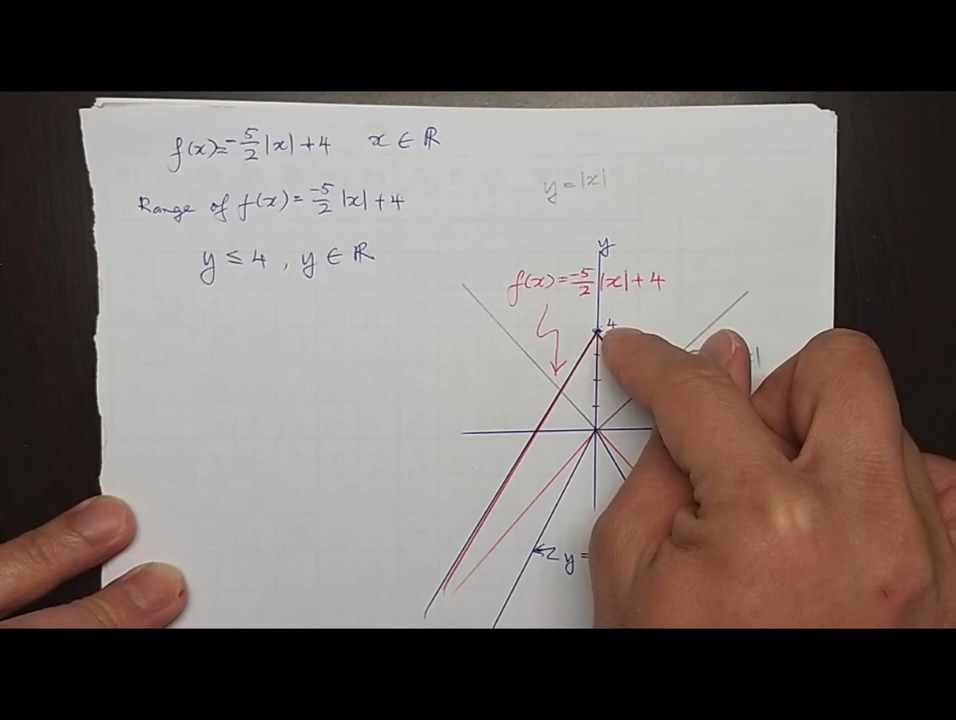 f(x)=-5/2|x|+4   x ∈ ℝ
Range of f(x)=-5/2|x|+4
y ≤ 4 , y ∈ ℝ
y=|x|
y
f(x)=-5/2|x|+4
4
y=